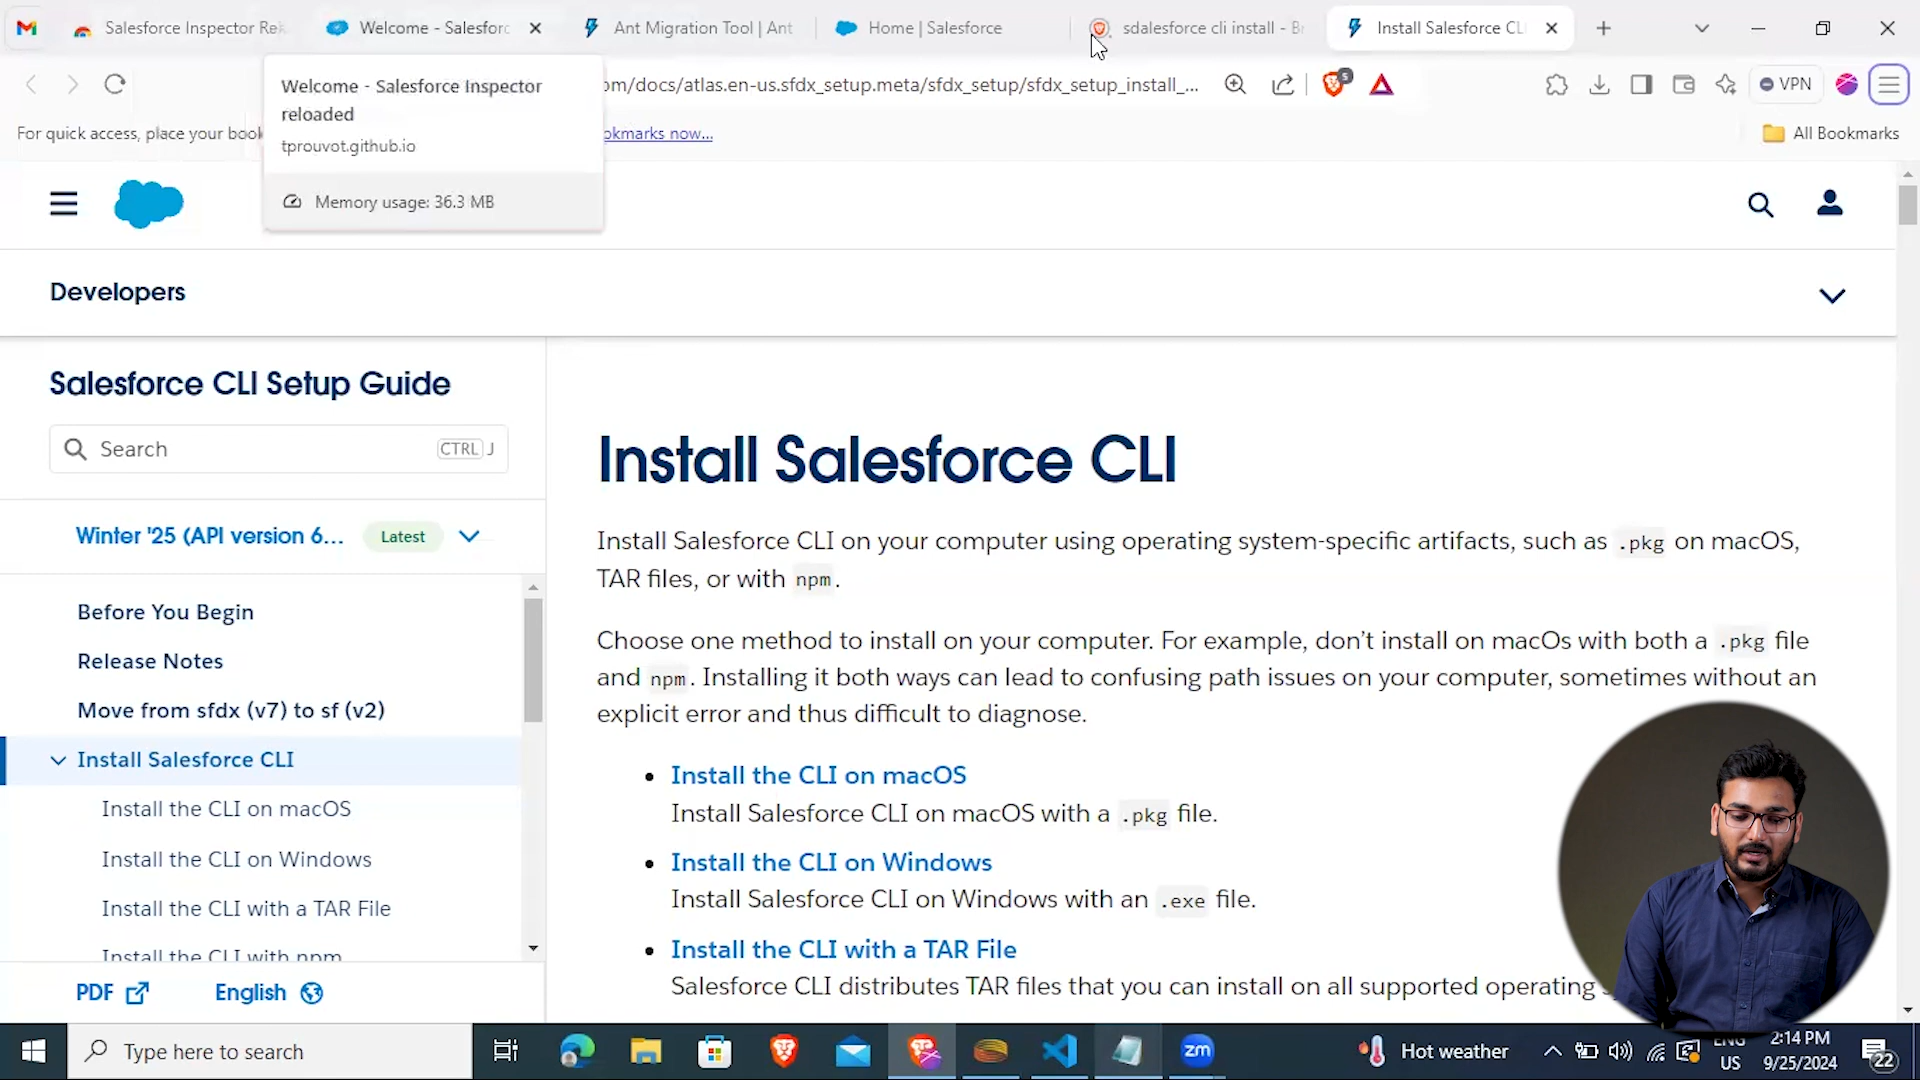 Salesforce Inspector Rel
Welcome - Salesforc
Ant Migration Tool | Ant
Home | Salesforce
sdalesforce cli install - Br
Install Salesforce CL
om/docs/atlas.en-us.sfdx_setup.meta/sfdx_setup/sfdx_setup_install_...
5
VPN
Welcome - Salesforce Inspector
reloaded
tprouvot.github.io
Memory usage: 36.3 MB
For quick access, place your book
okmarks now...
All Bookmarks
Developers
Salesforce CLI Setup Guide
Search
CTRL J
Winter '25 (API version 6...
Latest
Before You Begin
Release Notes
Move from sfdx (v7) to sf (v2)
Install Salesforce CLI
Install the CLI on macOS
Install the CLI on Windows
Install the CLI with a TAR File
Install the CLI with npm
PDF
English
Install Salesforce CLI
Install Salesforce CLI on your computer using operating system-specific artifacts, such as .pkg on macOS,
TAR files, or with npm.
Choose one method to install on your computer. For example, don’t install on macOs with both a .pkg file
and npm. Installing it both ways can lead to confusing path issues on your computer, sometimes without an
explicit error and thus difficult to diagnose.
• Install the CLI on macOS
Install Salesforce CLI on macOS with a .pkg file.
• Install the CLI on Windows
Install Salesforce CLI on Windows with an .exe file.
• Install the CLI with a TAR File
Salesforce CLI distributes TAR files that you can install on all supported operating
Type here to search
zm
Hot weather
ENG
US
2:14 PM
9/25/2024
22